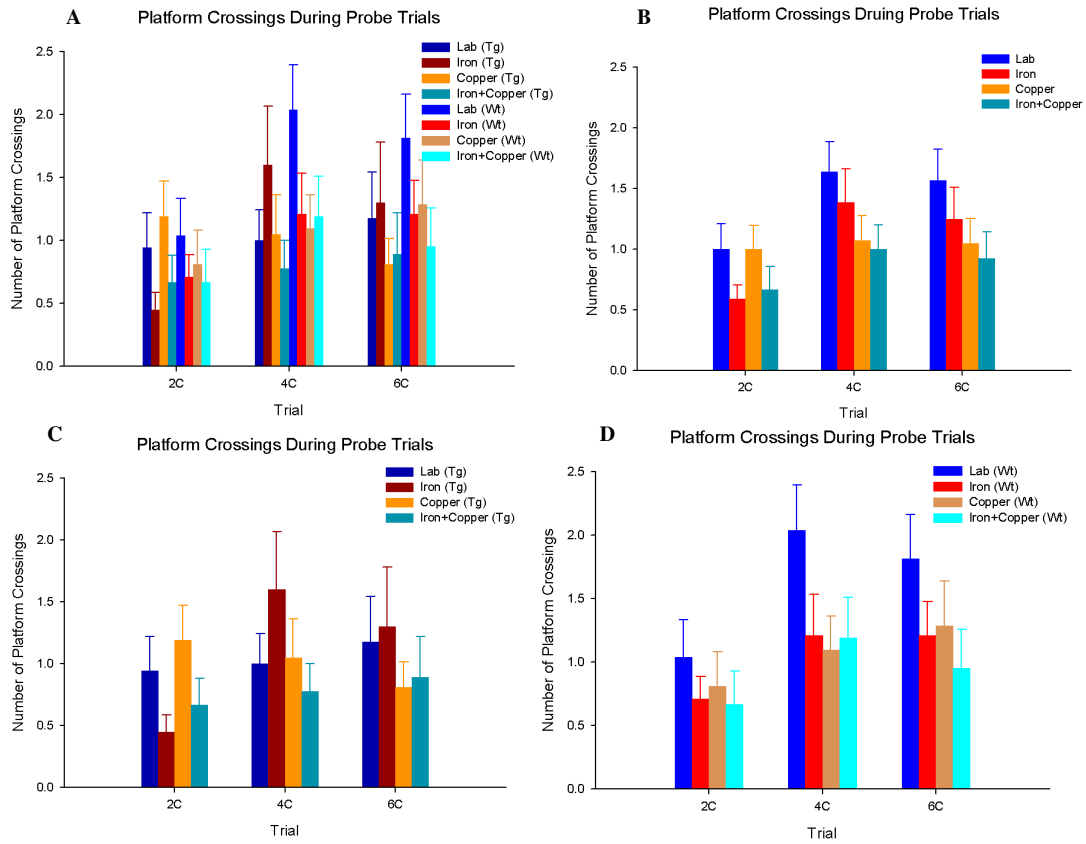 A
Platform Crossings During Probe Trials
Number of Platform Crossings
2.5
2.0
1.5
1.0
0.5
0.0
Lab (Tg)
Iron (Tg)
Copper (Tg)
Iron+Copper (Tg)
Lab (Wt)
Iron (Wt)
Copper (Wt)
Iron+Copper (Wt)
2C 4C 6C
Trial
B
Platform Crossings Druing Probe Trials
Number of Platform Crossings
2.5
2.0
1.5
1.0
0.5
0.0
Lab
Iron
Copper
Iron+Copper
2C 4C 6C
Trial
C
Platform Crossings During Probe Trials
Number of Platform Crossings
2.5
2.0
1.5
1.0
0.5
0.0
Lab (Tg)
Iron (Tg)
Copper (Tg)
Iron+Copper (Tg)
2C 4C 6C
Trial
D
Platform Crossings During Probe Trials
Number of Platform Crossings
2.5
2.0
1.5
1.0
0.5
0.0
Lab (Wt)
Iron (Wt)
Copper (Wt)
Iron+Copper (Wt)
2C 4C 6C
Trial